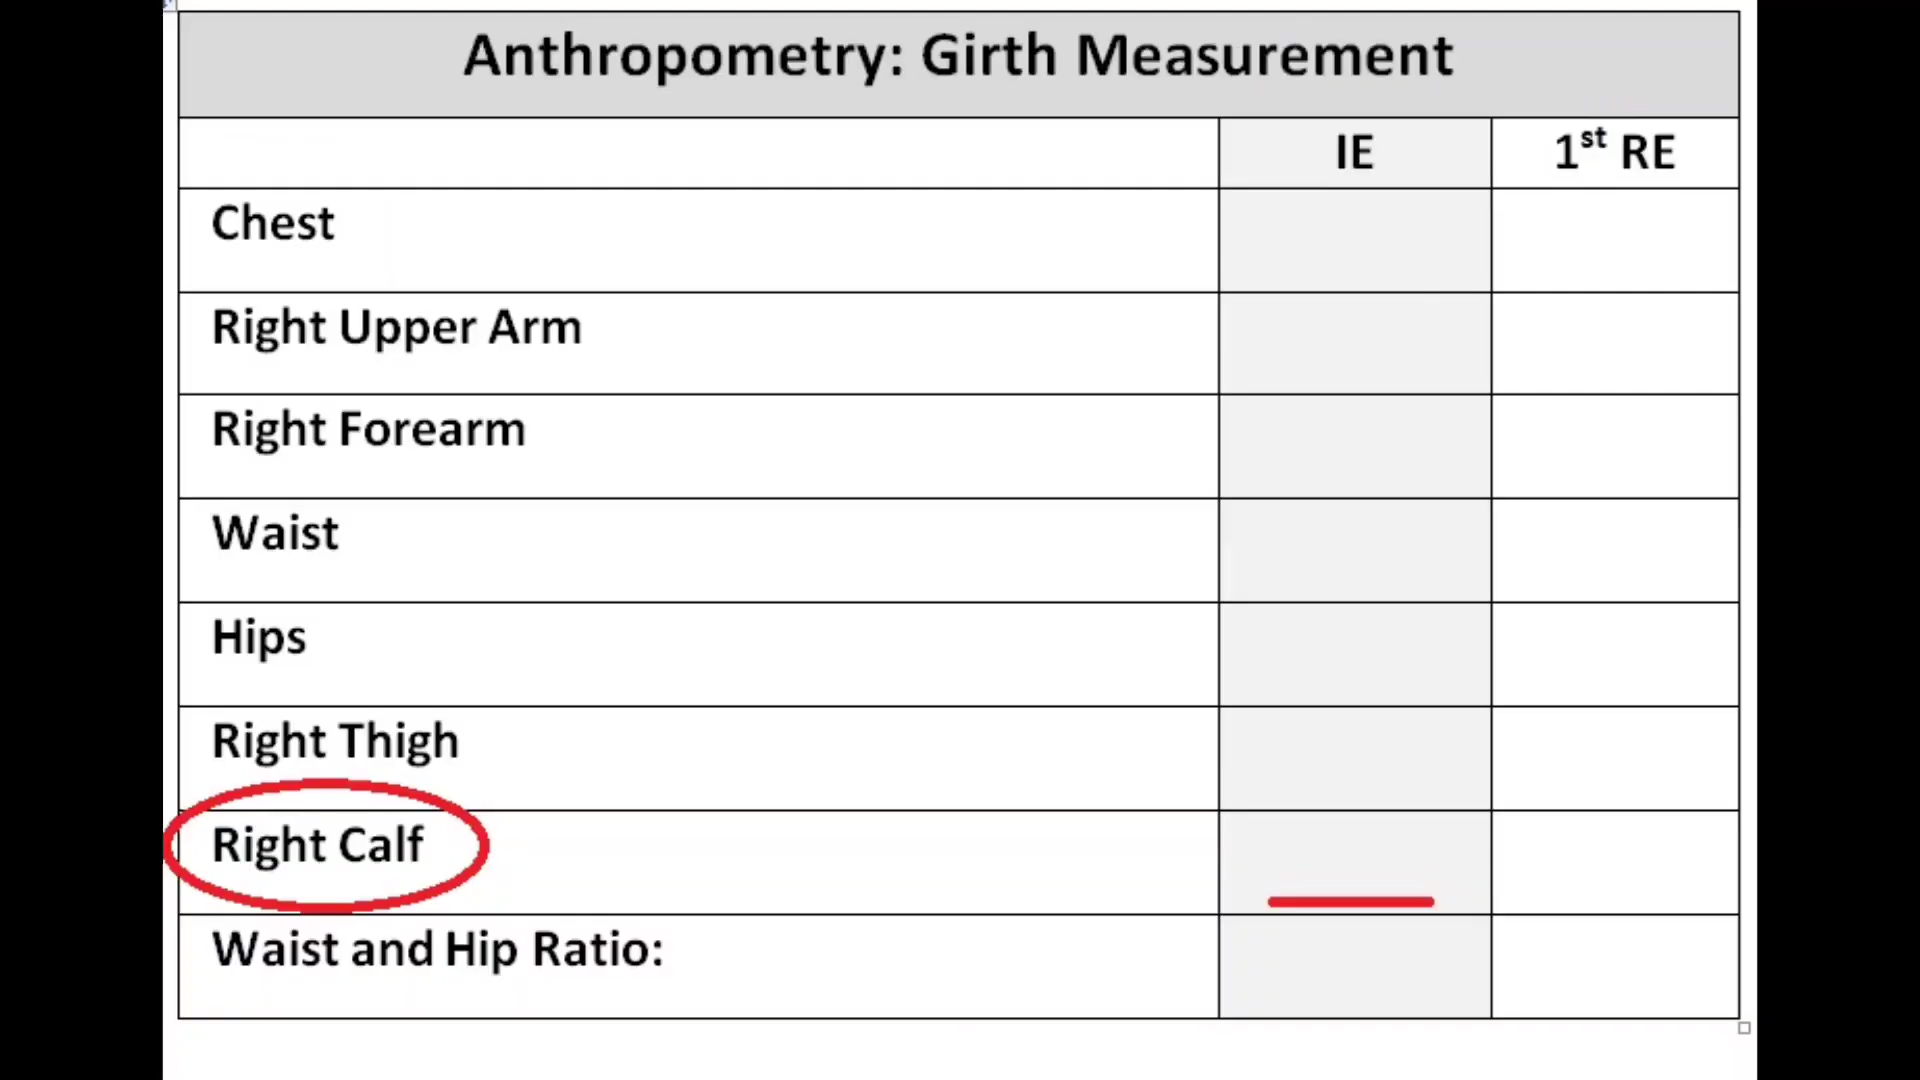 Anthropometry: Girth Measurement
IE 1st RE
Chest
Right Upper Arm
Right Forearm
Waist
Hips
Right Thigh
Right Calf
Waist and Hip Ratio: